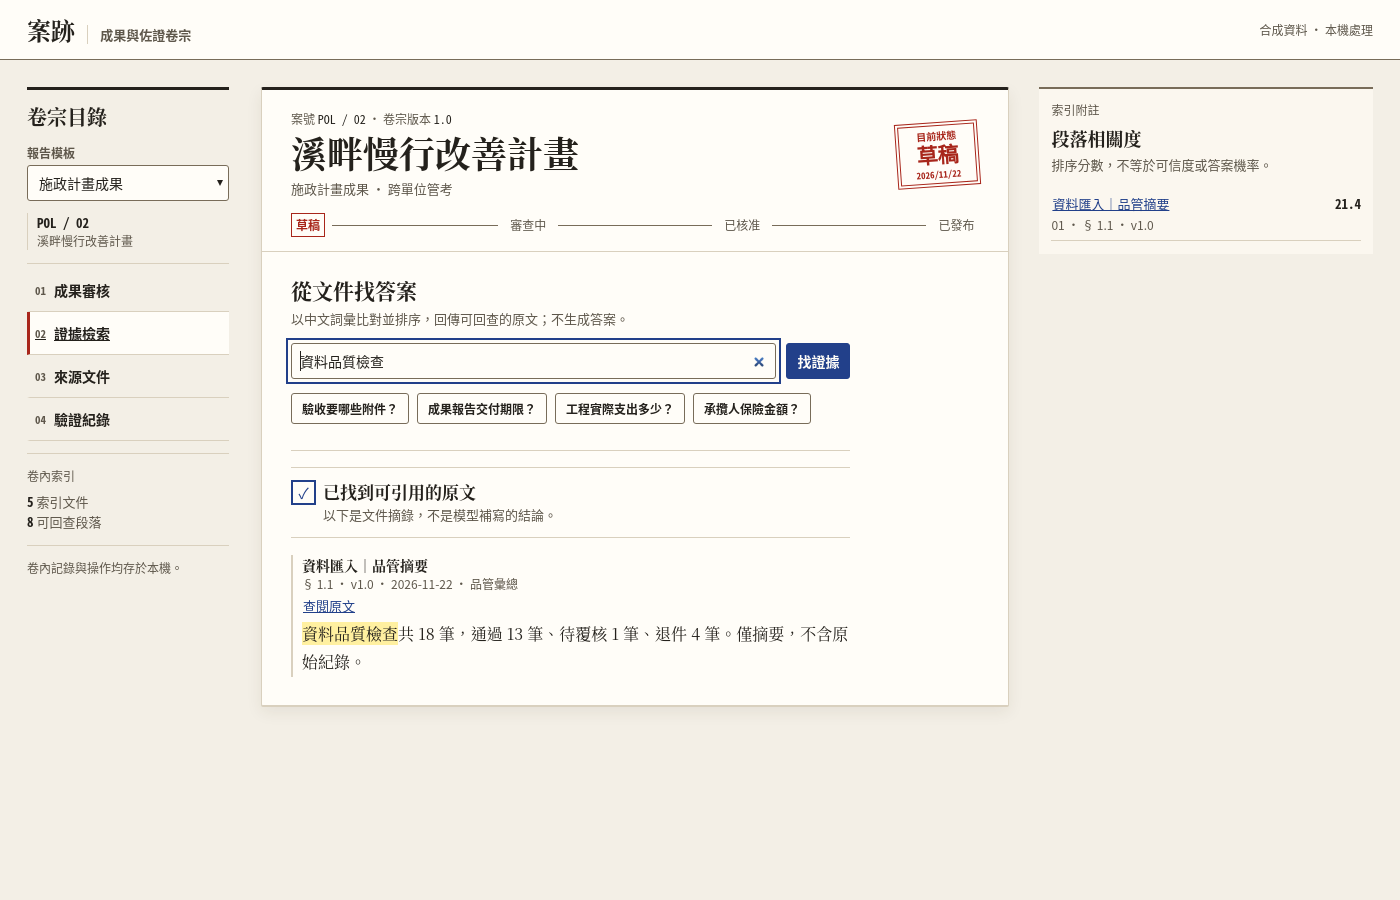 案跡
成果與佐證卷宗
合成資料 · 本機處理
卷宗目錄
報告模板
施政計畫成果
POL / 02
溪畔慢行改善計畫
01 成果審核
02 證據檢索
03 來源文件
04 驗證紀錄
卷內索引
5 索引文件
8 可回查段落
卷內記錄與操作均存於本機。
案號 POL / 02 · 卷宗版本 1.0
溪畔慢行改善計畫
施政計畫成果 · 跨單位管考
目前狀態
草稿
2026/11/22
草稿
審查中
已核准
已發布
從文件找答案
以中文詞彙比對並排序，回傳可回查的原文；不生成答案。
資料品質檢查
找證據
驗收要哪些附件？
成果報告交付期限？
工程實際支出多少？
承攬人保險金額？
已找到可引用的原文
以下是文件摘錄，不是模型補寫的結論。
資料匯入｜品管摘要
§ 1.1 · v1.0 · 2026-11-22 · 品管彙總
查閱原文
資料品質檢查共 18 筆，通過 13 筆、待覆核 1 筆、退件 4 筆。僅摘要，不含原
始紀錄。
索引附註
段落相關度
排序分數，不等於可信度或答案機率。
資料匯入｜品管摘要 21.4
01 · § 1.1 · v1.0